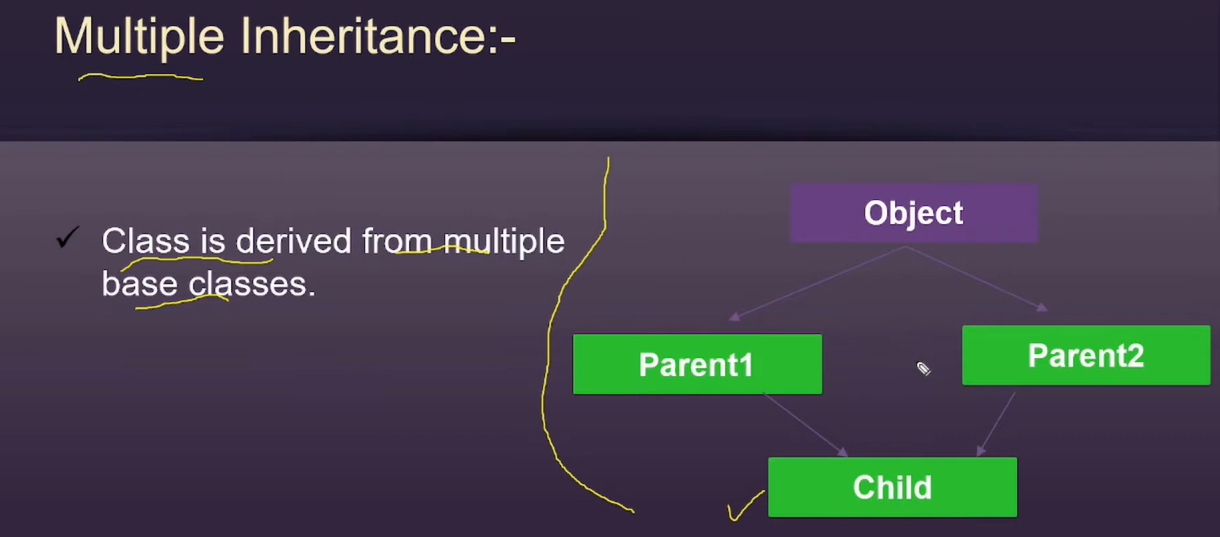 Multiple Inheritance:-
Class is derived from multiple
base classes.
Object
Parent1
Parent2
Child